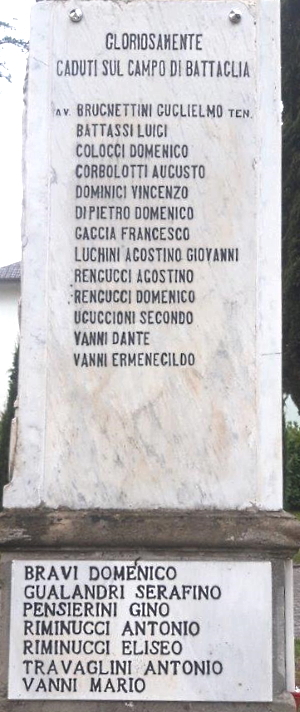 GLORIOSAMENTE
CADUTI SUL CAMPO DI BATTAGLIA
AV. BRUGNETTINI GUGLIELMO TEN.
BATTASSI LUIGI
COLOCCI DOMENICO
CORBOLOTTI AUGUSTO
DOMINICI VINCENZO
DI PIETRO DOMENICO
GAGGIA FRANCESCO
LUCHINI AGOSTINO GIOVANNI
RENGUCCI AGOSTINO
RENGUCCI DOMENICO
UGUCCIONI SECONDO
VANNI DANTE
VANNI ERMENEGILDO
BRAVI DOMENICO
GUALANDRI SERAFINO
PENSIERINI GINO
RIMINUCCI ANTONIO
RIMINUCCI ELISEO
TRAVAGLINI ANTONIO
VANNI MARIO